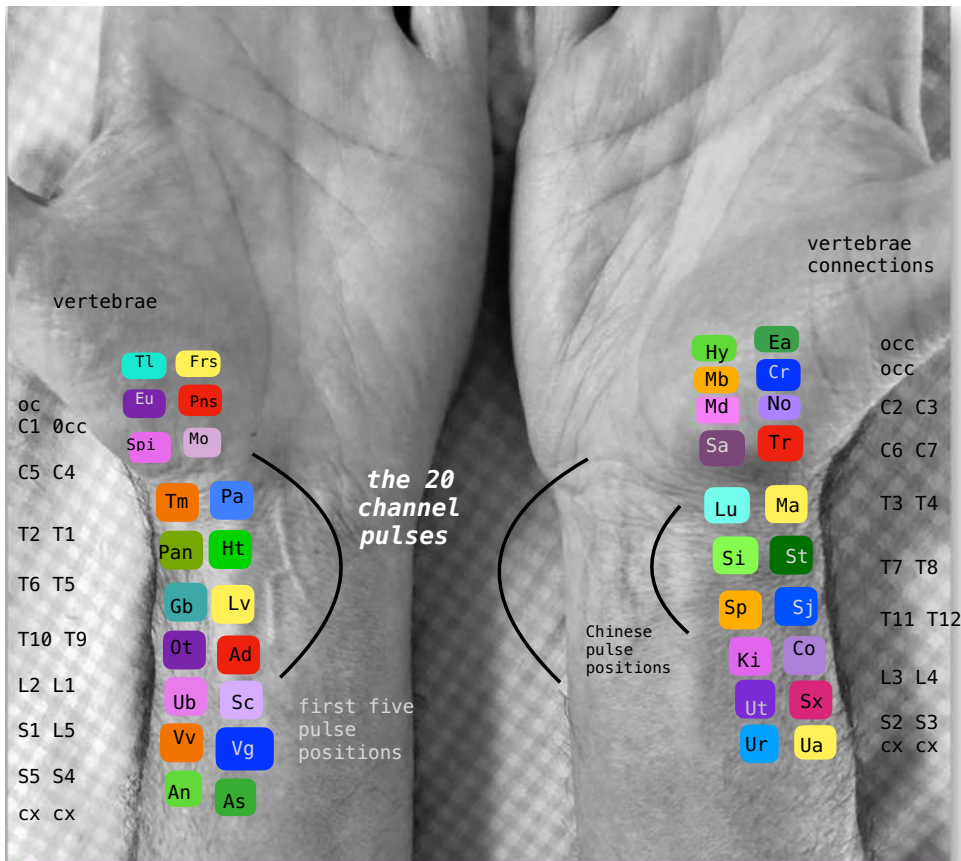 vertebrae
connections
vertebrae
Tl Frs
Eu Pns
Spi Mo
oc
C1 0cc
C5 C4
T2 T1
T6 T5
T10 T9
L2 L1
S1 L5
S5 S4
cx cx
Tm Pa
Pan Ht
Gb Lv
Ot Ad
Ub Sc
Vv Vg
An As
the 20
channel
pulses
first five
pulse
positions
Hy Ea
Mb Cr
Md No
Sa Tr
Lu Ma
Si St
Sp Sj
Ki Co
Ut Sx
Ur Ua
Chinese
pulse
positions
occ
occ
C2 C3
C6 C7
T3 T4
T7 T8
T11 T12
L3 L4
S2 S3
cx cx